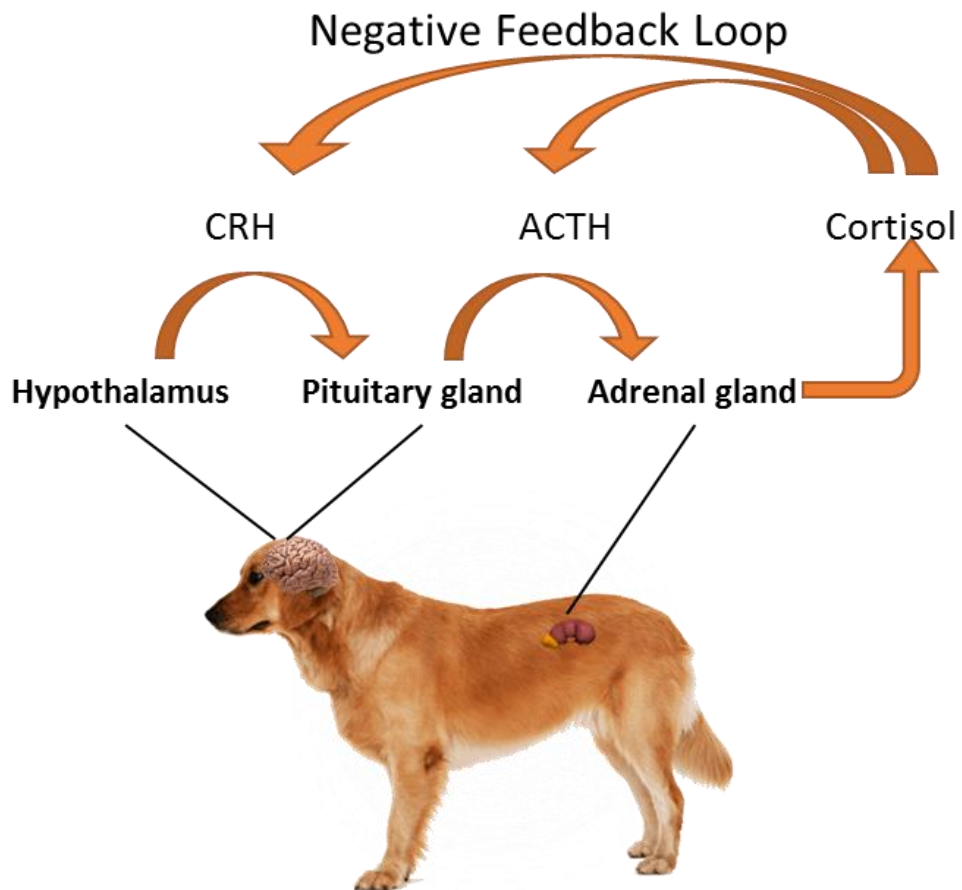 Negative Feedback Loop
CRH ACTH Cortisol
Hypothalamus Pituitary gland Adrenal gland